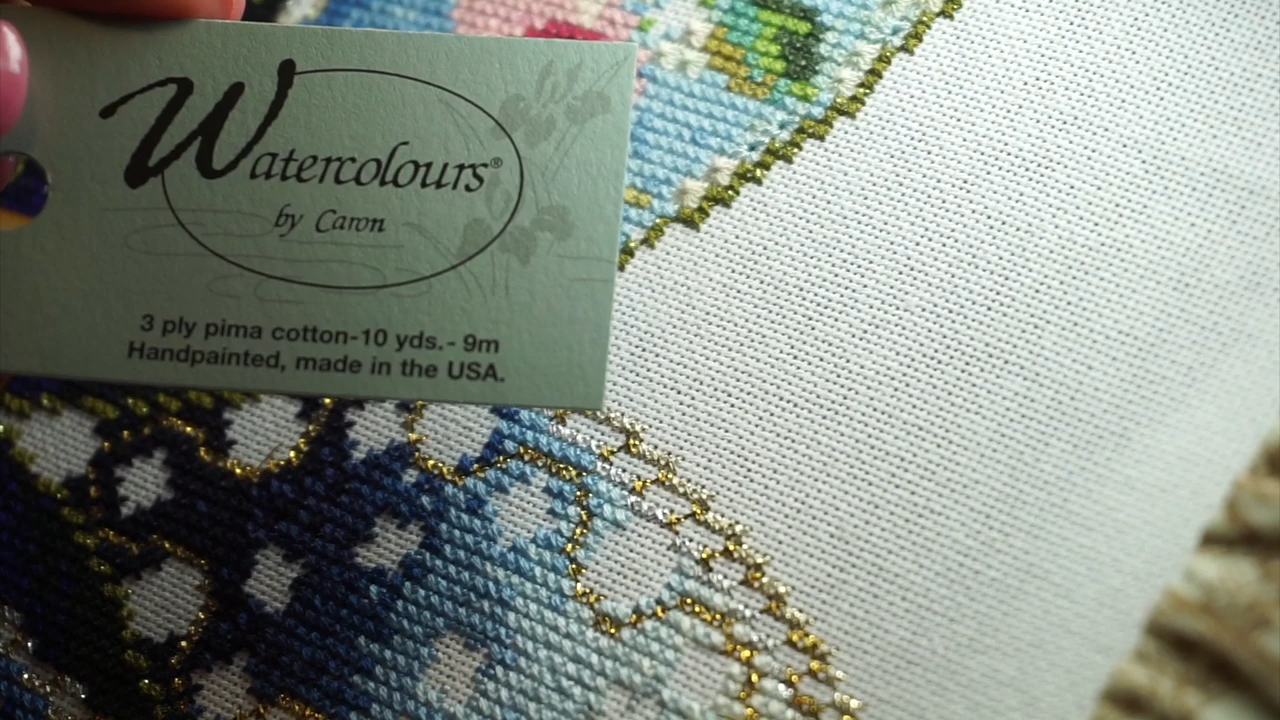 Watercolours®
by Caron
3 ply pima cotton-10 yds.- 9m
Handpainted, made in the USA.